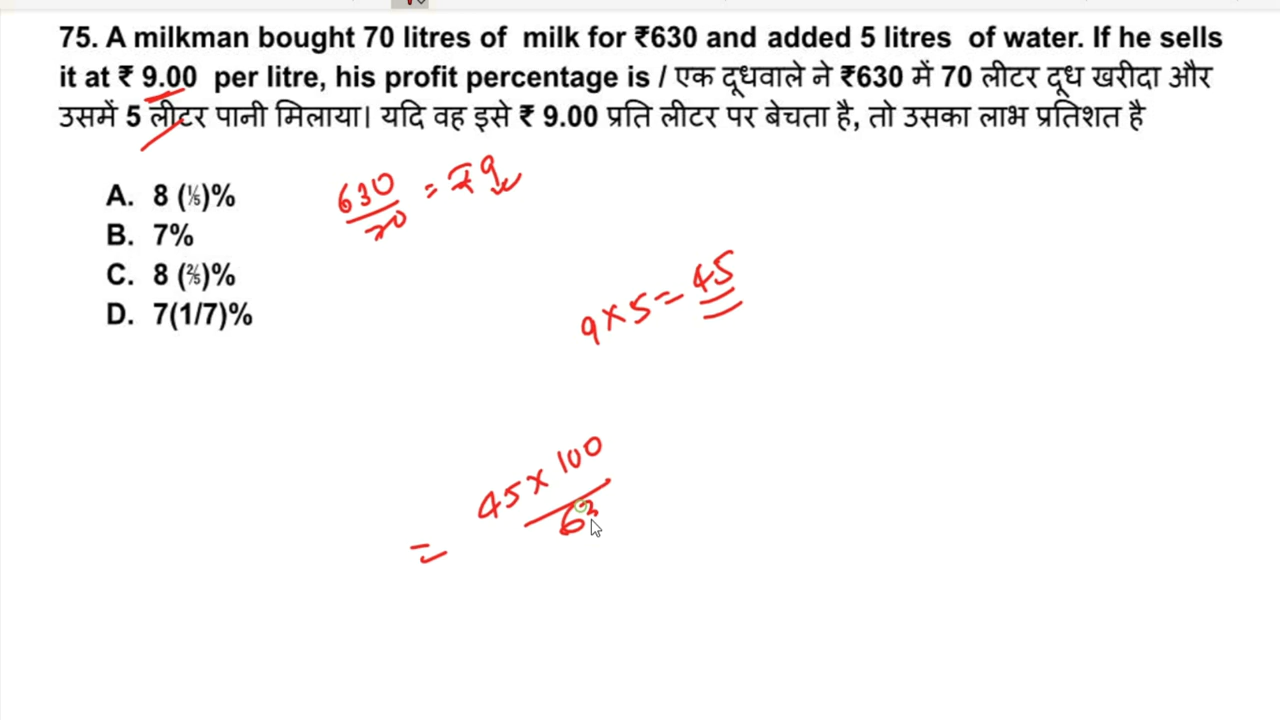 75. A milkman bought 70 litres of milk for ₹630 and added 5 litres of water. If he sells
it at ₹ 9.00 per litre, his profit percentage is / एक दूधवाले ने ₹630 में 70 लीटर दूध खरीदा और
उसमें 5 लीटर पानी मिलाया। यदि वह इसे ₹ 9.00 प्रति लीटर पर बेचता है, तो उसका लाभ प्रतिशत है
A. 8 (⅕)%
B. 7%
C. 8 (⅖)%
D. 7(1/7)%
630/70 = ₹9
9×5=45
= 45×100/63